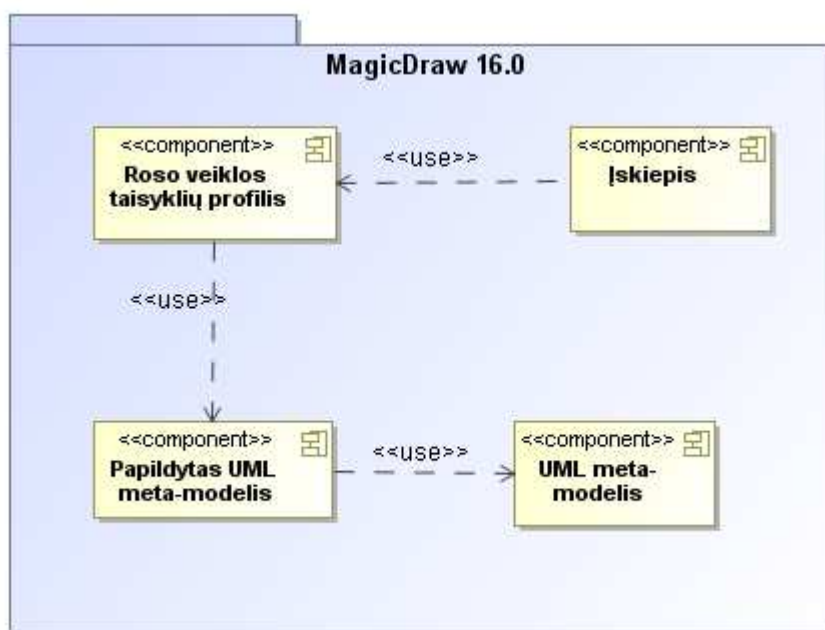 MagicDraw 16.0
<<component>>
Roso veiklos
taisyklių profilis
<<use>>
<<component>>
Įskiepis
<<use>>
<<component>>
Papildytas UML
meta-modelis
<<use>>
<<component>>
UML meta-
modelis